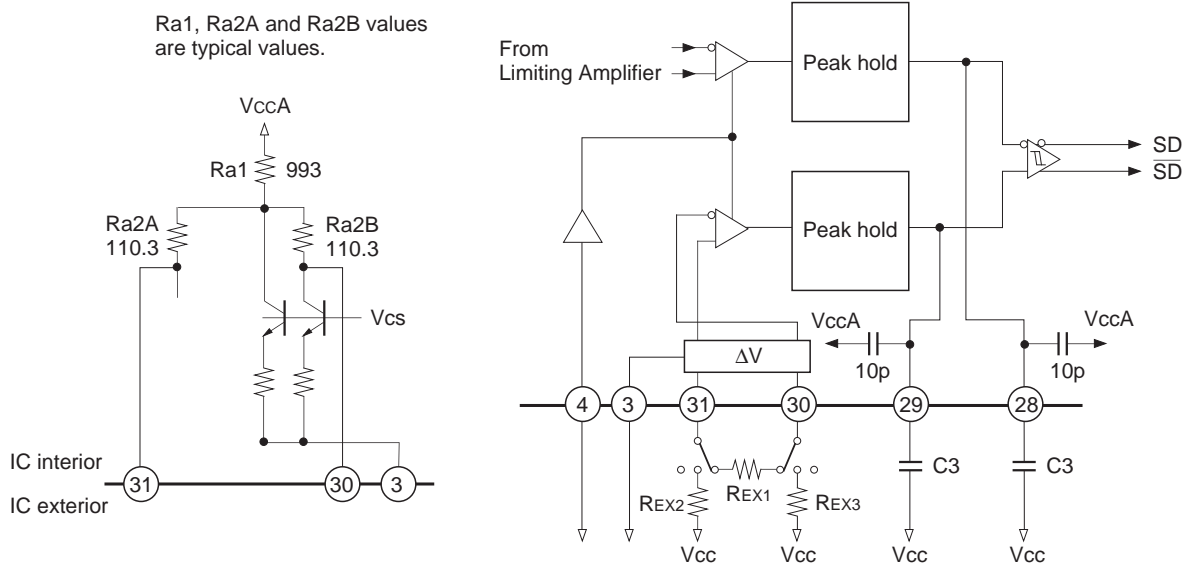 Ra1, Ra2A and Ra2B values
are typical values.
VCCA
Ra1 993
Ra2A
110.3
Ra2B
110.3
Vcs
IC interior
IC exterior
31
30
3
From
Limiting Amplifier
Peak hold
Peak hold
SD
SD
VCCA
10p
VCCA
10p
ΔV
4
3
31
30
29
28
REX1
REX2
REX3
C3
C3
Vcc
Vcc
Vcc
Vcc